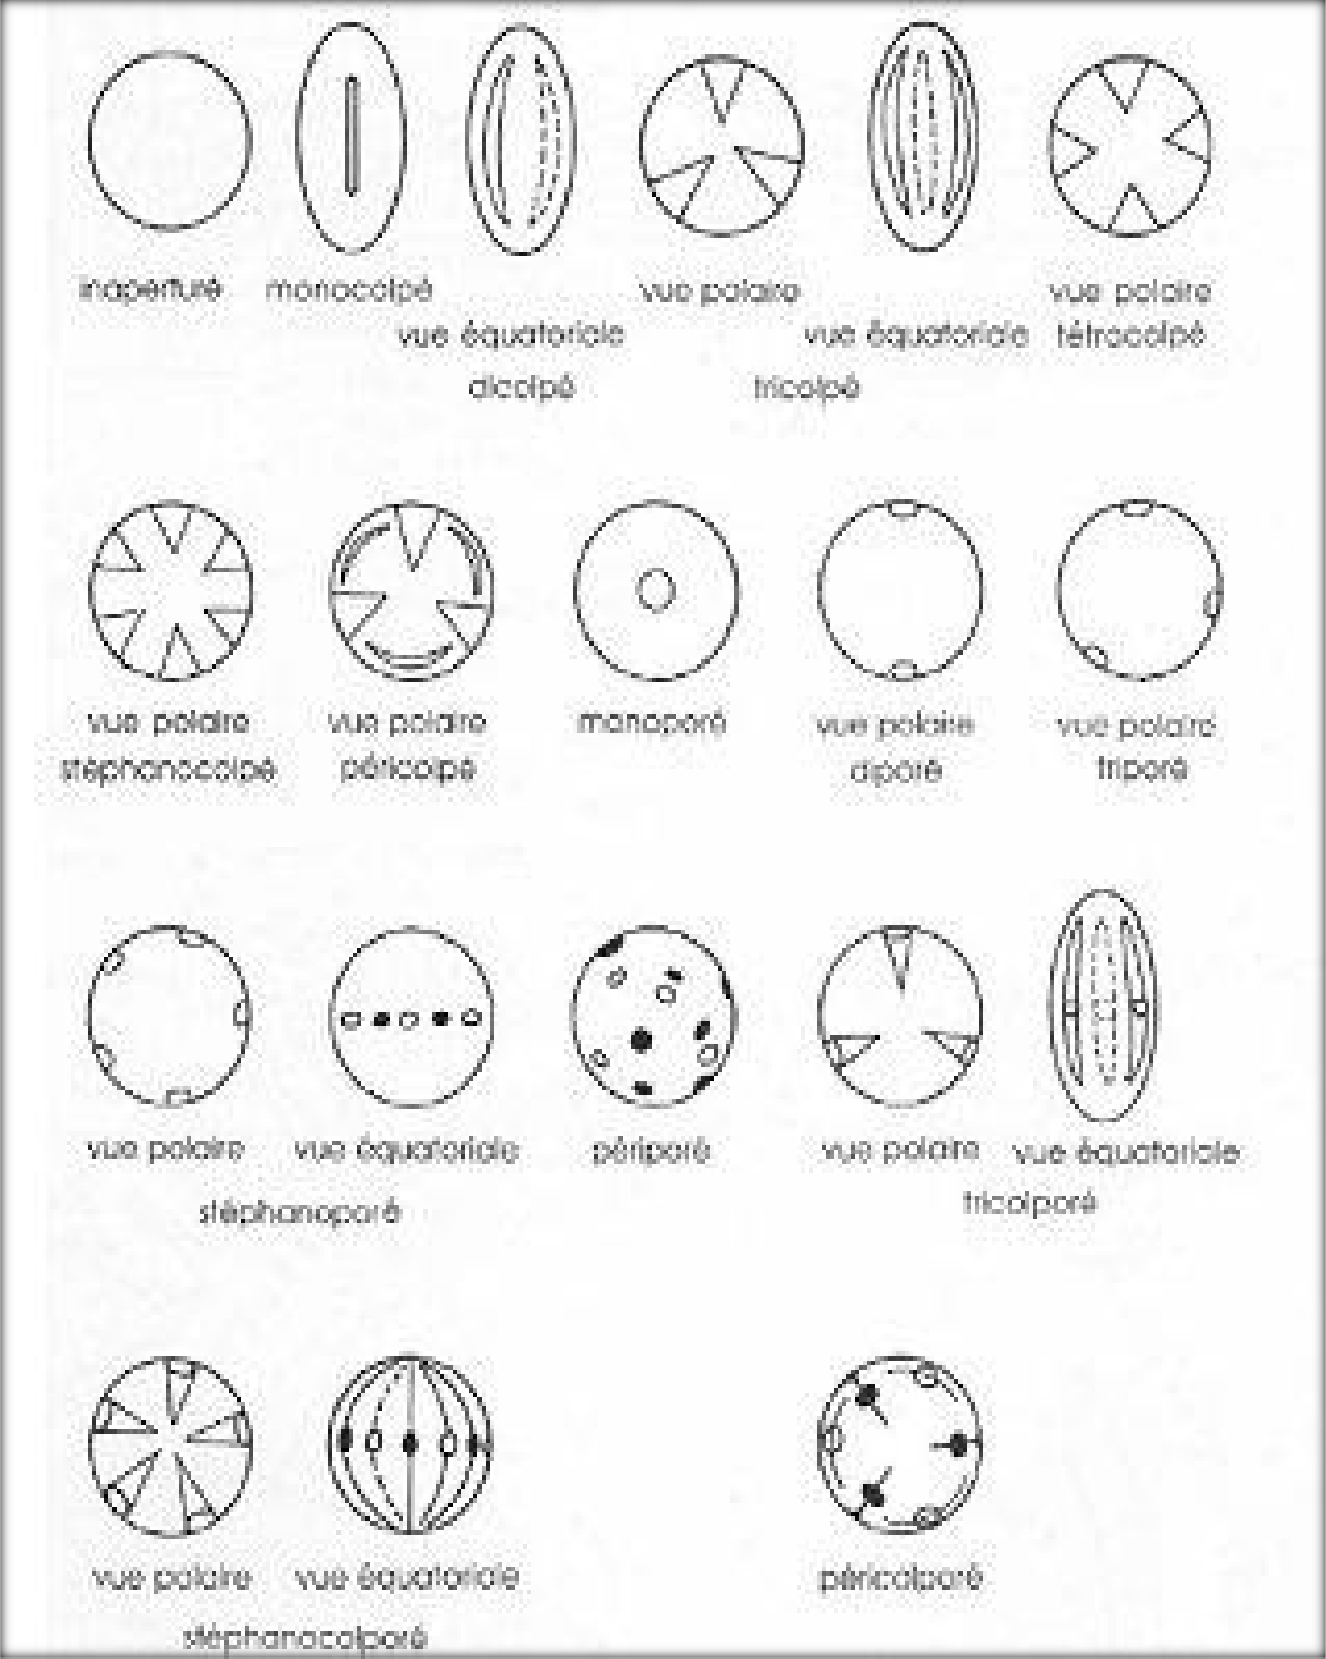 inaperturé
monocolpé
vue équatoriale
dicolpé
vue polaire
vue équatoriale
tricolpé
vue polaire
tétracolpé
vue polaire
stéphanocolpé
vue polaire
péricolpé
monoporé
vue polaire
diporé
vue polaire
triporé
vue polaire
vue équatoriale
stéphanoporé
périporé
vue polaire
vue équatoriale
tricolporé
vue polaire
vue équatoriale
stéphanocolporé
péricolporé